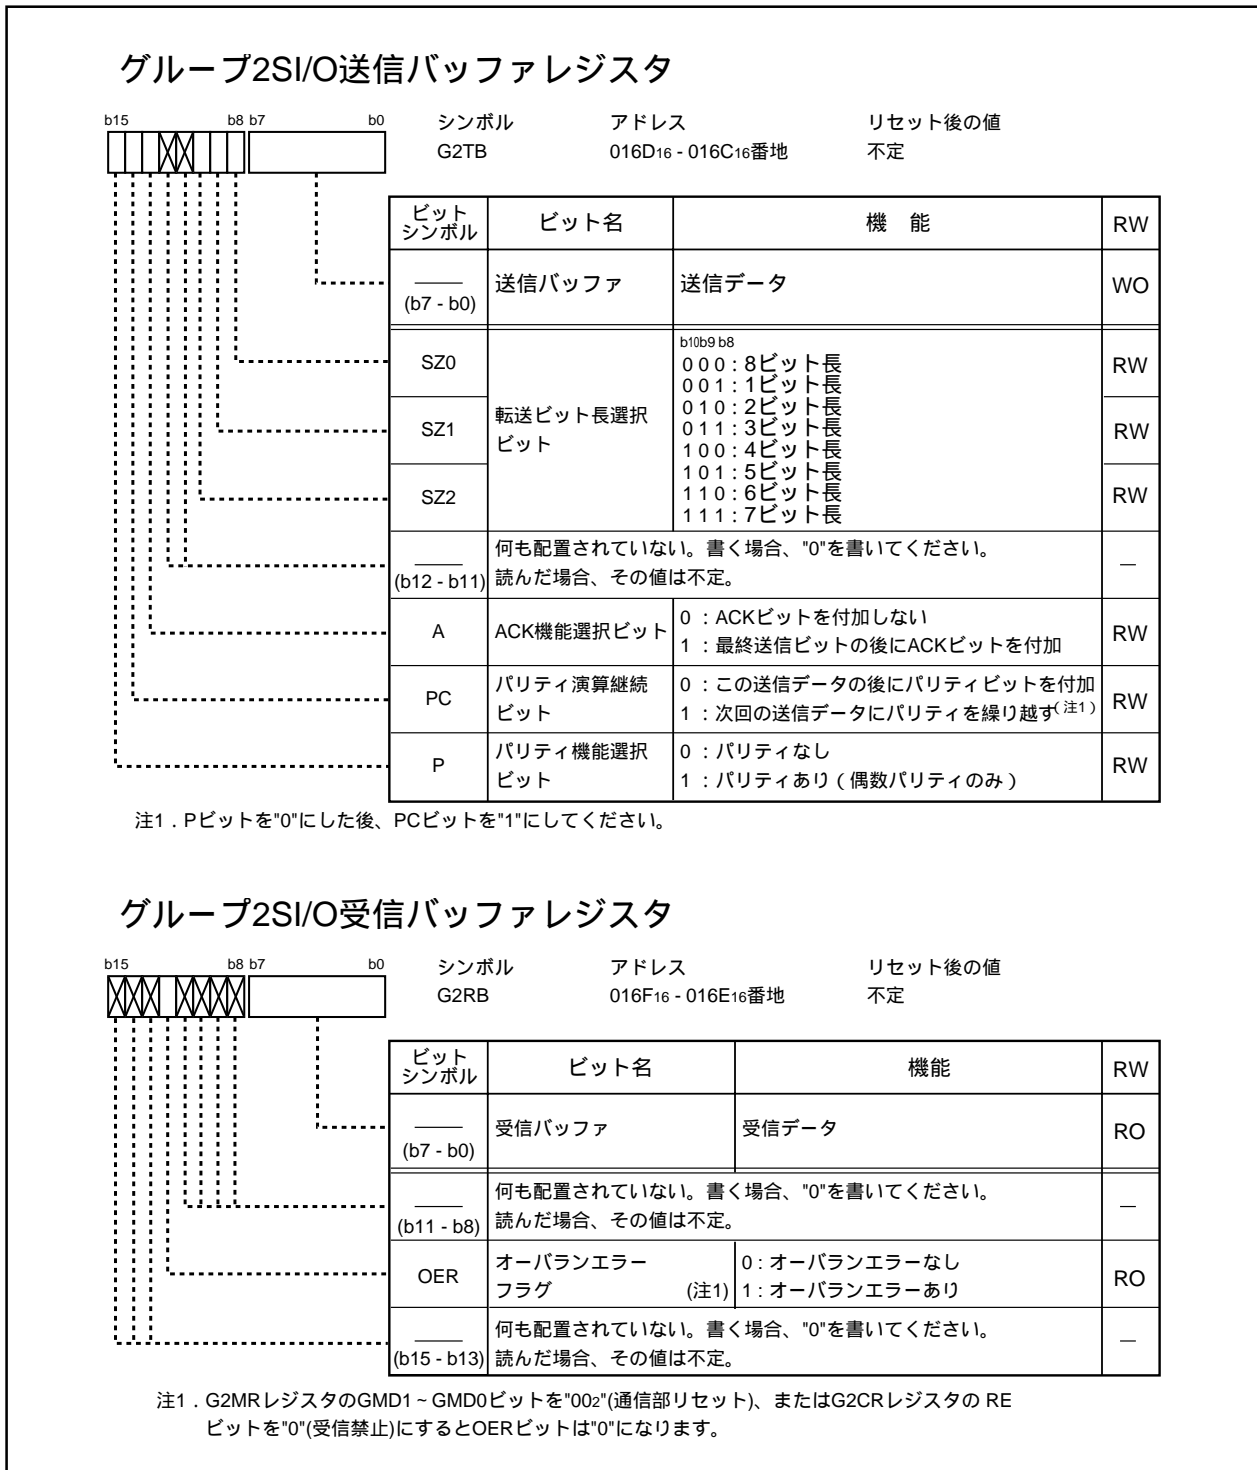 グループ2SI/O送信バッファレジスタ
b15 b8 b7 b0
シンボル アドレス リセット後の値
G2TB 016D16 - 016C16番地 不定
ビット
シンボル ビット名 機 能 RW
(b7 - b0) 送信バッファ 送信データ WO
b10b9 b8
SZ0 0 0 0 : 8ビット長 RW
0 0 1 : 1ビット長
0 1 0 : 2ビット長
SZ1 転送ビット長選択 0 1 1 : 3ビット長 RW
ビット 1 0 0 : 4ビット長
1 0 1 : 5ビット長
SZ2 1 1 0 : 6ビット長 RW
1 1 1 : 7ビット長
何も配置されていない。書く場合、"0"を書いてください。
(b12 - b11) 読んだ場合、その値は不定。 —
A ACK機能選択ビット 0 : ACKビットを付加しない RW
1 : 最終送信ビットの後にACKビットを付加
PC パリティ演算継続 0 : この送信データの後にパリティビットを付加 RW
ビット 1 : 次回の送信データにパリティを繰り越す(注1)
P パリティ機能選択 0 : パリティなし RW
ビット 1 : パリティあり(偶数パリティのみ)
注1.Pビットを"0"にした後、PCビットを"1"にしてください。
グループ2SI/O受信バッファレジスタ
b15 b8 b7 b0
シンボル アドレス リセット後の値
G2RB 016F16 - 016E16番地 不定
ビット
シンボル ビット名 機能 RW
(b7 - b0) 受信バッファ 受信データ RO
何も配置されていない。書く場合、"0"を書いてください。
(b11 - b8) 読んだ場合、その値は不定。 —
OER オーバランエラー 0 : オーバランエラーなし RO
フラグ (注1) 1 : オーバランエラーあり
何も配置されていない。書く場合、"0"を書いてください。
(b15 - b13) 読んだ場合、その値は不定。 —
注1.G2MRレジスタのGMD1~GMD0ビットを"002"(通信部リセット)、またはG2CRレジスタの RE
ビットを"0"(受信禁止)にするとOERビットは"0"になります。